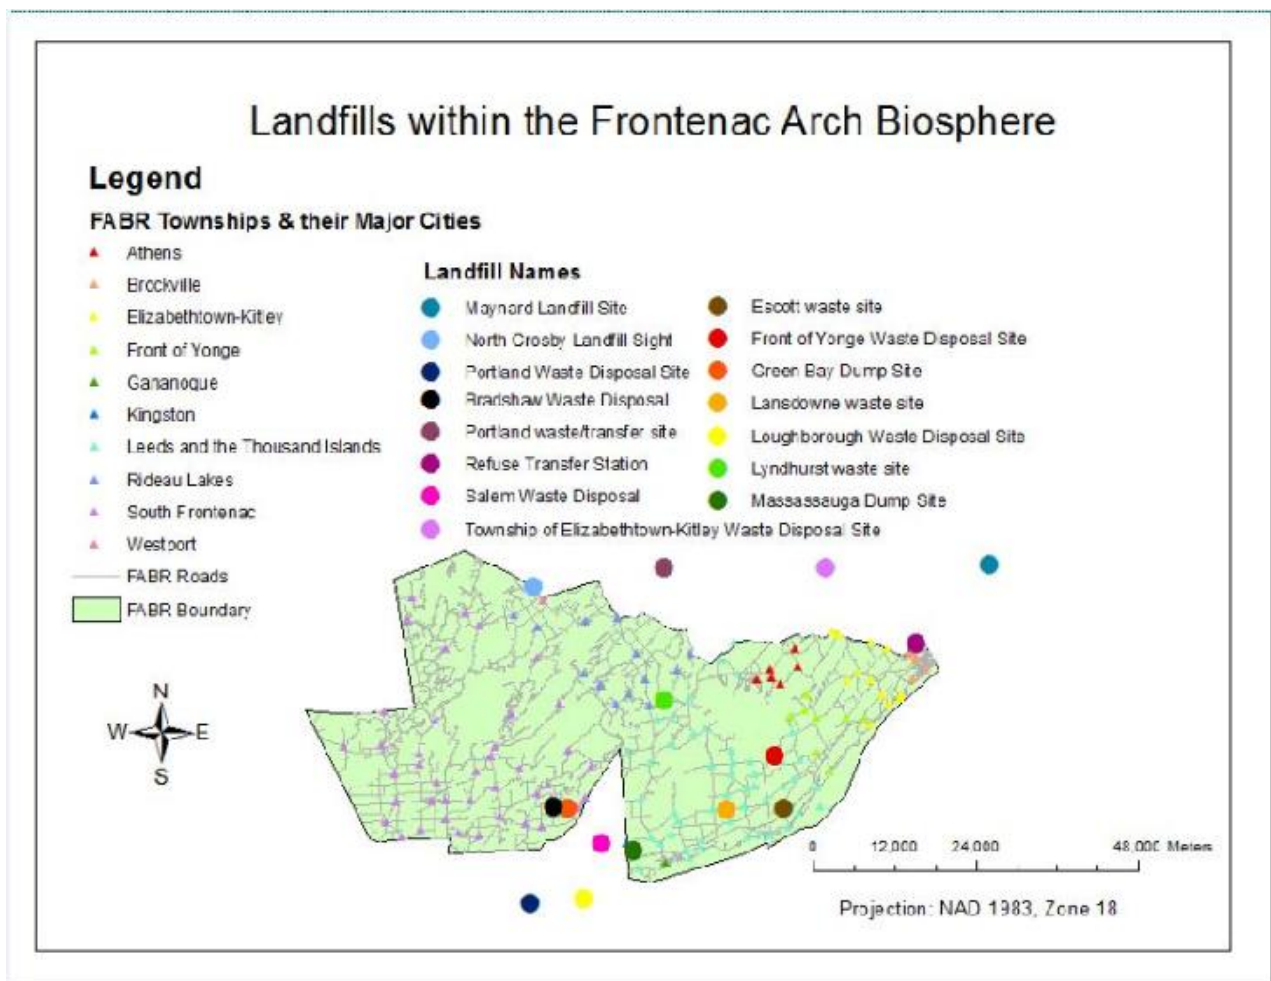 Landfills within the Frontenac Arch Biosphere
Legend
FABR Townships & their Major Cities
Athens
Brockville
Elizabethtown-Kitley
Front of Yonge
Gananoque
Kingston
Leeds and the Thousand Islands
Rideau Lakes
South Frontenac
Westport
FABR Roads
FABR Boundary
Landfill Names
Maynard Landfill Site
North Crosby Landfill Sight
Portland Waste Disposal Site
Bradshaw Waste Disposal
Portland waste/transfer site
Refuse Transfer Station
Salem Waste Disposal
Township of Elizabethtown-Kitley Waste Disposal Site
Escott waste site
Front of Yonge Waste Disposal Site
Green Bay Dump Site
Lansdowne waste site
Loughborough Waste Disposal Site
Lyndhurst waste site
Massassauga Dump Site
N
W E
S
0 12,000 24,000 48,000 Meters
Projection: NAD 1983, Zone 18